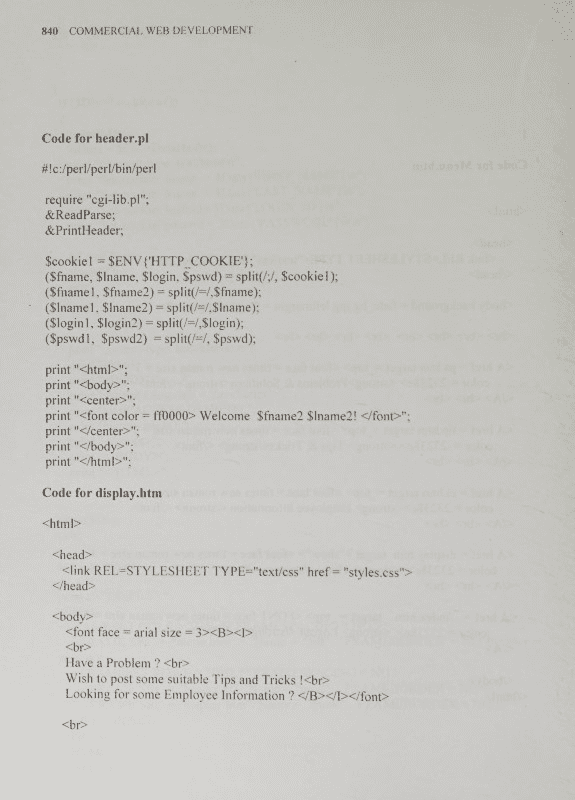 840 COMMERCIAL WEB DEVELOPMENT
Code for header.pl
#!c:/perl/perl/bin/perl
require "cgi-lib.pl";
&ReadParse;
&PrintHeader;
$cookie1 = $ENV{'HTTP_COOKIE'};
($fname, $lname, $login, $pswd) = split(/;/, $cookie1);
($fname1, $fname2) = split(/=/,$fname);
($lname1, $lname2) = split(/=/,$lname);
($login1, $login2) = split(/=/,$login);
($pswd1, $pswd2) = split(/=/, $pswd);
print "<html>";
print "<body>";
print "<center>";
print "<font color = ff0000> Welcome $fname2 $lname2! </font>";
print "</center>";
print "</body>";
print "</html>";
Code for display.htm
<html>
<head>
<link REL=STYLESHEET TYPE="text/css" href = "styles.css">
</head>
<body>
<font face = arial size = 3><B><I>
<br>
Have a Problem ? <br>
Wish to post some suitable Tips and Tricks !<br>
Looking for some Employee Information ? </B></I></font>
<br>